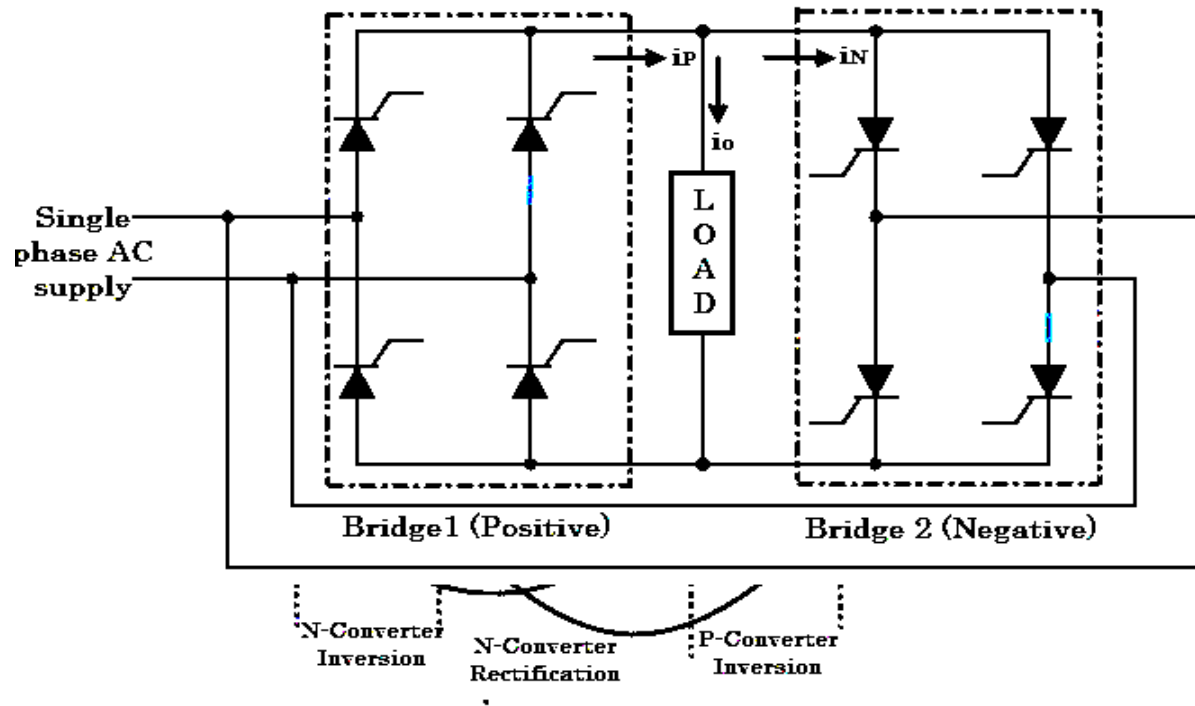 iP
iN
io
L
O
A
D
Single
phase AC
supply
Bridge1 (Positive)
Bridge 2 (Negative)
N-Converter
Inversion
N-Converter
Rectification
P-Converter
Inversion